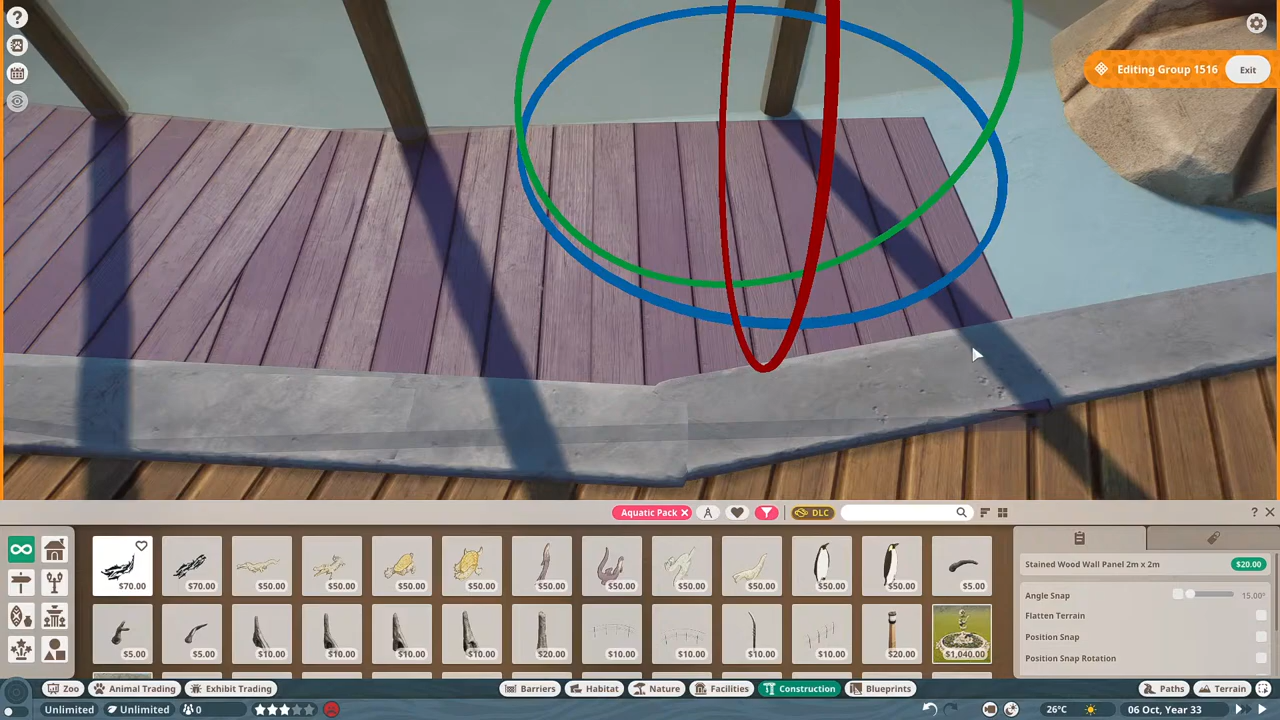 Editing Group 1516
Exit
Aquatic Pack
DLC
$70.00
$70.00
$50.00
$50.00
$50.00
$50.00
$50.00
$50.00
$50.00
$50.00
$50.00
$50.00
$5.00
$5.00
$5.00
$10.00
$10.00
$10.00
$10.00
$20.00
$10.00
$10.00
$10.00
$10.00
$20.00
$1,040.00
Stained Wood Wall Panel 2m x 2m
$20.00
Angle Snap
15.00°
Flatten Terrain
Position Snap
Position Snap Rotation
Zoo
Animal Trading
Exhibit Trading
Barriers
Habitat
Nature
Facilities
Construction
Blueprints
Paths
Terrain
Unlimited
Unlimited
0
26°C
06 Oct, Year 33